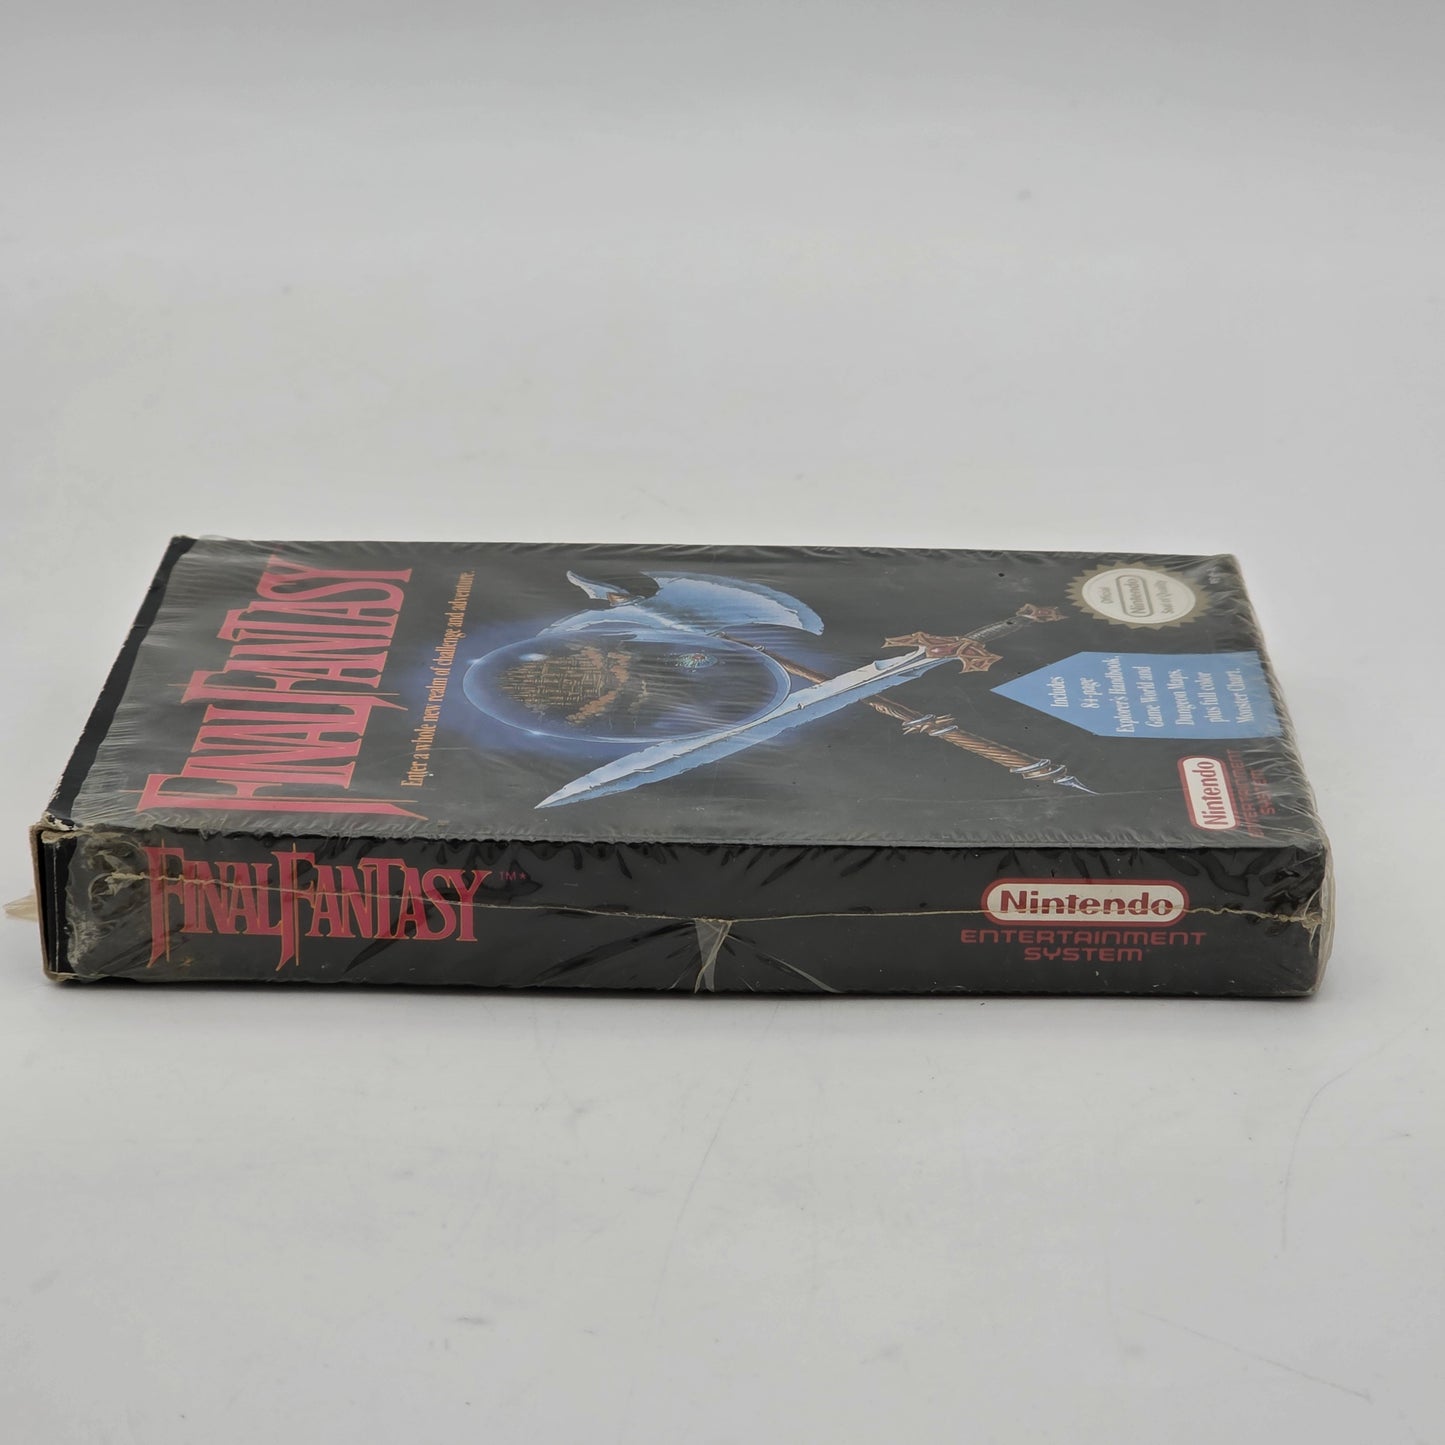 FINAL FANTASY
Enter a whole new realm of challenge and adventure.
Official
Nintendo
Seal of Quality
Includes
84-page
Explorer's Handbook,
Game World and
Dungeon Maps,
plus full color
Monster Chart.
Nintendo
ENTERTAINMENT
SYSTEM
FINAL FANTASY™*
Nintendo
ENTERTAINMENT
SYSTEM